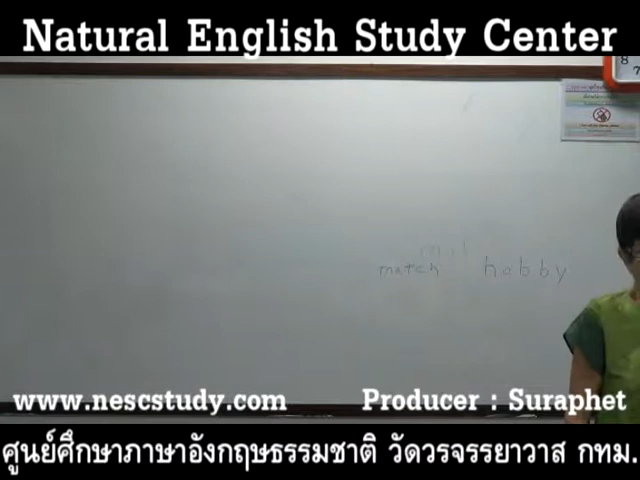 Natural English Study Center
match hobby
www.nescstudy.com Producer : Suraphet
ศูนย์ศึกษาภาษาอังกฤษธรรมชาติ วัดวรจรรยาวาส กทม.